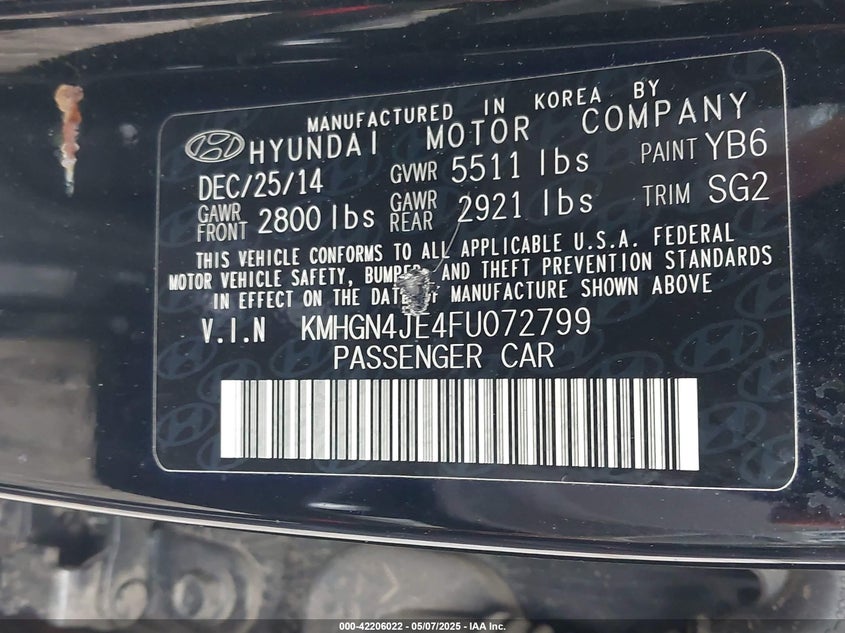 MANUFACTURED IN KOREA BY
HYUNDAI MOTOR COMPANY
DEC/25/14 GVWR 5511 lbs PAINT YB6
GAWR FRONT 2800 lbs GAWR REAR 2921 lbs TRIM SG2
THIS VEHICLE CONFORMS TO ALL APPLICABLE U.S.A. FEDERAL
MOTOR VEHICLE SAFETY, BUMPER, AND THEFT PREVENTION STANDARDS
IN EFFECT ON THE DATE OF MANUFACTURE SHOWN ABOVE
V.I.N KMHGN4JE4FU072799
PASSENGER CAR
000-42206022 - 05/07/2025 - IAA Inc.